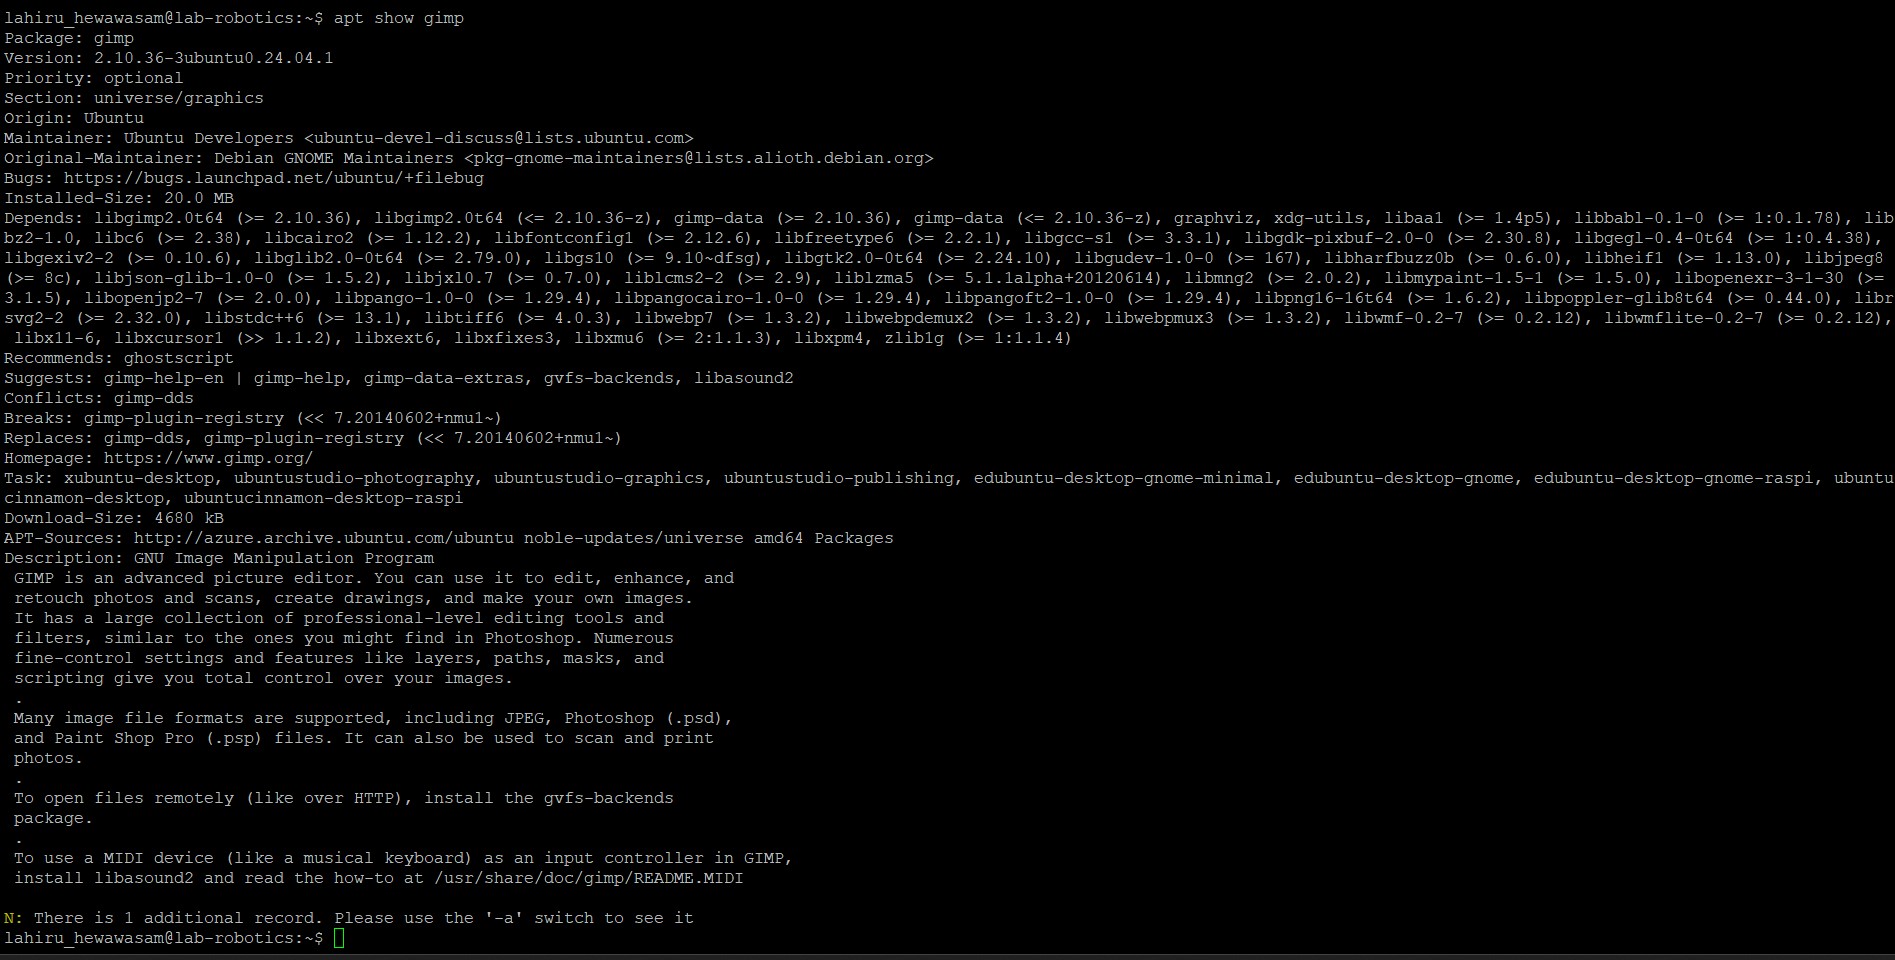 lahiru_hewawasam@lab-robotics:~$ apt show gimp
Package: gimp
Version: 2.10.36-3ubuntu0.24.04.1
Priority: optional
Section: universe/graphics
Origin: Ubuntu
Maintainer: Ubuntu Developers <ubuntu-devel-discuss@lists.ubuntu.com>
Original-Maintainer: Debian GNOME Maintainers <pkg-gnome-maintainers@lists.alioth.debian.org>
Bugs: https://bugs.launchpad.net/ubuntu/+filebug
Installed-Size: 20.0 MB
Depends: libgimp2.0t64 (>= 2.10.36), libgimp2.0t64 (<= 2.10.36-z), gimp-data (>= 2.10.36), gimp-data (<= 2.10.36-z), graphviz, xdg-utils, libaa1 (>= 1.4p5), libbabl-0.1-0 (>= 1:0.1.78), lib
bz2-1.0, libc6 (>= 2.38), libcairo2 (>= 1.12.2), libfontconfig1 (>= 2.12.6), libfreetype6 (>= 2.2.1), libgcc-s1 (>= 3.3.1), libgdk-pixbuf-2.0-0 (>= 2.30.8), libgegl-0.4-0t64 (>= 1:0.4.38),
libgexiv2-2 (>= 0.10.6), libglib2.0-0t64 (>= 2.79.0), libgs10 (>= 9.10~dfsg), libgtk2.0-0t64 (>= 2.24.10), libgudev-1.0-0 (>= 167), libharfbuzz0b (>= 0.6.0), libheif1 (>= 1.13.0), libjpeg8
(>= 8c), libjson-glib-1.0-0 (>= 1.5.2), libjxl0.7 (>= 0.7.0), liblcms2-2 (>= 2.9), liblzma5 (>= 5.1.1alpha+20120614), libmng2 (>= 2.0.2), libmypaint-1.5-1 (>= 1.5.0), libopenexr-3-1-30 (>=
3.1.5), libopenjp2-7 (>= 2.0.0), libpango-1.0-0 (>= 1.29.4), libpangocairo-1.0-0 (>= 1.29.4), libpangoft2-1.0-0 (>= 1.29.4), libpng16-16t64 (>= 1.6.2), libpoppler-glib8t64 (>= 0.44.0), libr
svg2-2 (>= 2.32.0), libstdc++6 (>= 13.1), libtiff6 (>= 4.0.3), libwebp7 (>= 1.3.2), libwebpdemux2 (>= 1.3.2), libwebpmux3 (>= 1.3.2), libwmf-0.2-7 (>= 0.2.12), libwmflite-0.2-7 (>= 0.2.12),
 libx11-6, libxcursor1 (>> 1.1.2), libxext6, libxfixes3, libxmu6 (>= 2:1.1.3), libxpm4, zlib1g (>= 1:1.1.4)
Recommends: ghostscript
Suggests: gimp-help-en | gimp-help, gimp-data-extras, gvfs-backends, libasound2
Conflicts: gimp-dds
Breaks: gimp-plugin-registry (<< 7.20140602+nmu1~)
Replaces: gimp-dds, gimp-plugin-registry (<< 7.20140602+nmu1~)
Homepage: https://www.gimp.org/
Task: xubuntu-desktop, ubuntustudio-photography, ubuntustudio-graphics, ubuntustudio-publishing, edubuntu-desktop-gnome-minimal, edubuntu-desktop-gnome, edubuntu-desktop-gnome-raspi, ubuntu
cinnamon-desktop, ubuntucinnamon-desktop-raspi
Download-Size: 4680 kB
APT-Sources: http://azure.archive.ubuntu.com/ubuntu noble-updates/universe amd64 Packages
Description: GNU Image Manipulation Program
 GIMP is an advanced picture editor. You can use it to edit, enhance, and
 retouch photos and scans, create drawings, and make your own images.
 It has a large collection of professional-level editing tools and
 filters, similar to the ones you might find in Photoshop. Numerous
 fine-control settings and features like layers, paths, masks, and
 scripting give you total control over your images.
 .
 Many image file formats are supported, including JPEG, Photoshop (.psd),
 and Paint Shop Pro (.psp) files. It can also be used to scan and print
 photos.
 .
 To open files remotely (like over HTTP), install the gvfs-backends
 package.
 .
 To use a MIDI device (like a musical keyboard) as an input controller in GIMP,
 install libasound2 and read the how-to at /usr/share/doc/gimp/README.MIDI
N: There is 1 additional record. Please use the '-a' switch to see it
lahiru_hewawasam@lab-robotics:~$